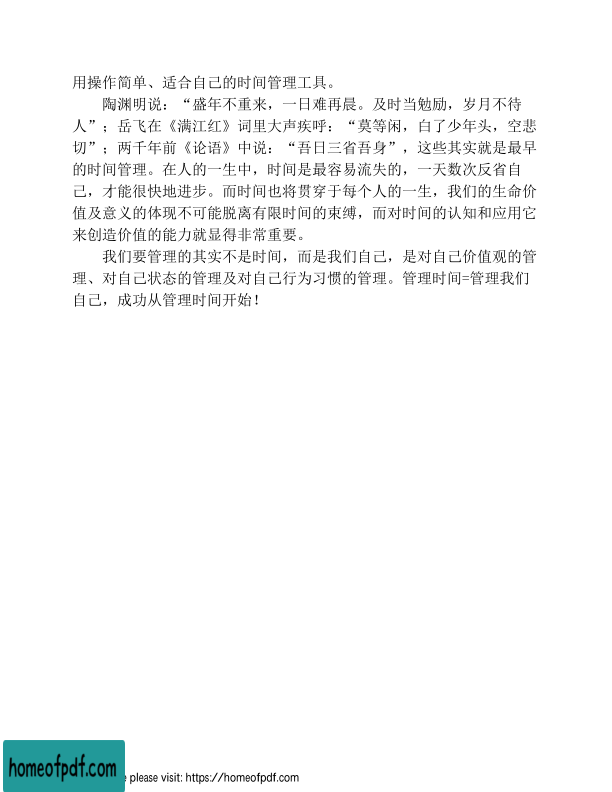 用操作简单、适合自己的时间管理工具。
陶渊明说：“盛年不重来，一日难再晨。及时当勉励，岁月不待
人”；岳飞在《满江红》词里大声疾呼：“莫等闲，白了少年头，空悲
切”；两千年前《论语》中说：“吾日三省吾身”，这些其实就是最早
的时间管理。在人的一生中，时间是最容易流失的，一天数次反省自
己，才能很快地进步。而时间也将贯穿于每个人的一生，我们的生命价
值及意义的体现不可能脱离有限时间的束缚，而对时间的认知和应用它
来创造价值的能力就显得非常重要。
我们要管理的其实不是时间，而是我们自己，是对自己价值观的管
理、对自己状态的管理及对自己行为习惯的管理。管理时间=管理我们
自己，成功从管理时间开始！
homeofpdf.com
please visit: https://homeofpdf.com